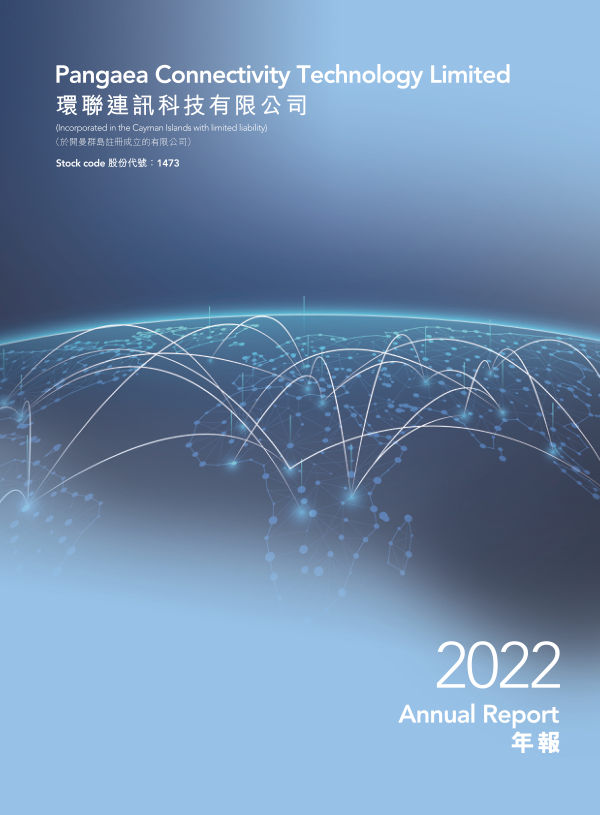 Pangaea Connectivity Technology Limited
環聯連訊科技有限公司
(Incorporated in the Cayman Islands with limited liability)
（於開曼群島註冊成立的有限公司）
Stock code 股份代號：1473
2022
Annual Report
年報